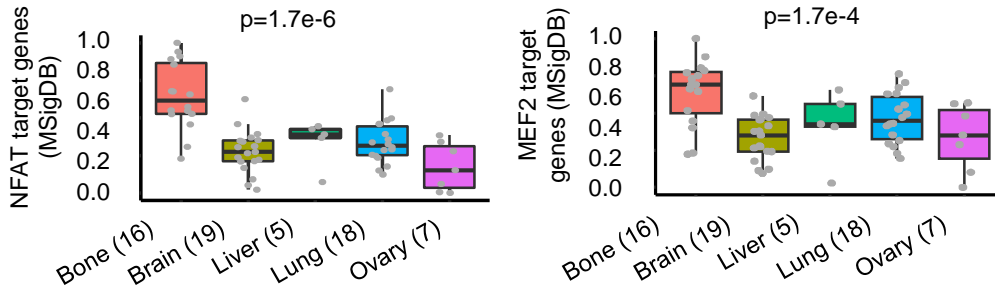 p=1.7e-6
NFAT target genes
(MSigDB)
1.0
0.8
0.6
0.4
0.2
0.0
Bone (16)
Brain (19)
Liver (5)
Lung (18)
Ovary (7)
p=1.7e-4
MEF2 target
genes (MSigDB)
1.0
0.8
0.6
0.4
0.2
0.0
Bone (16)
Brain (19)
Liver (5)
Lung (18)
Ovary (7)